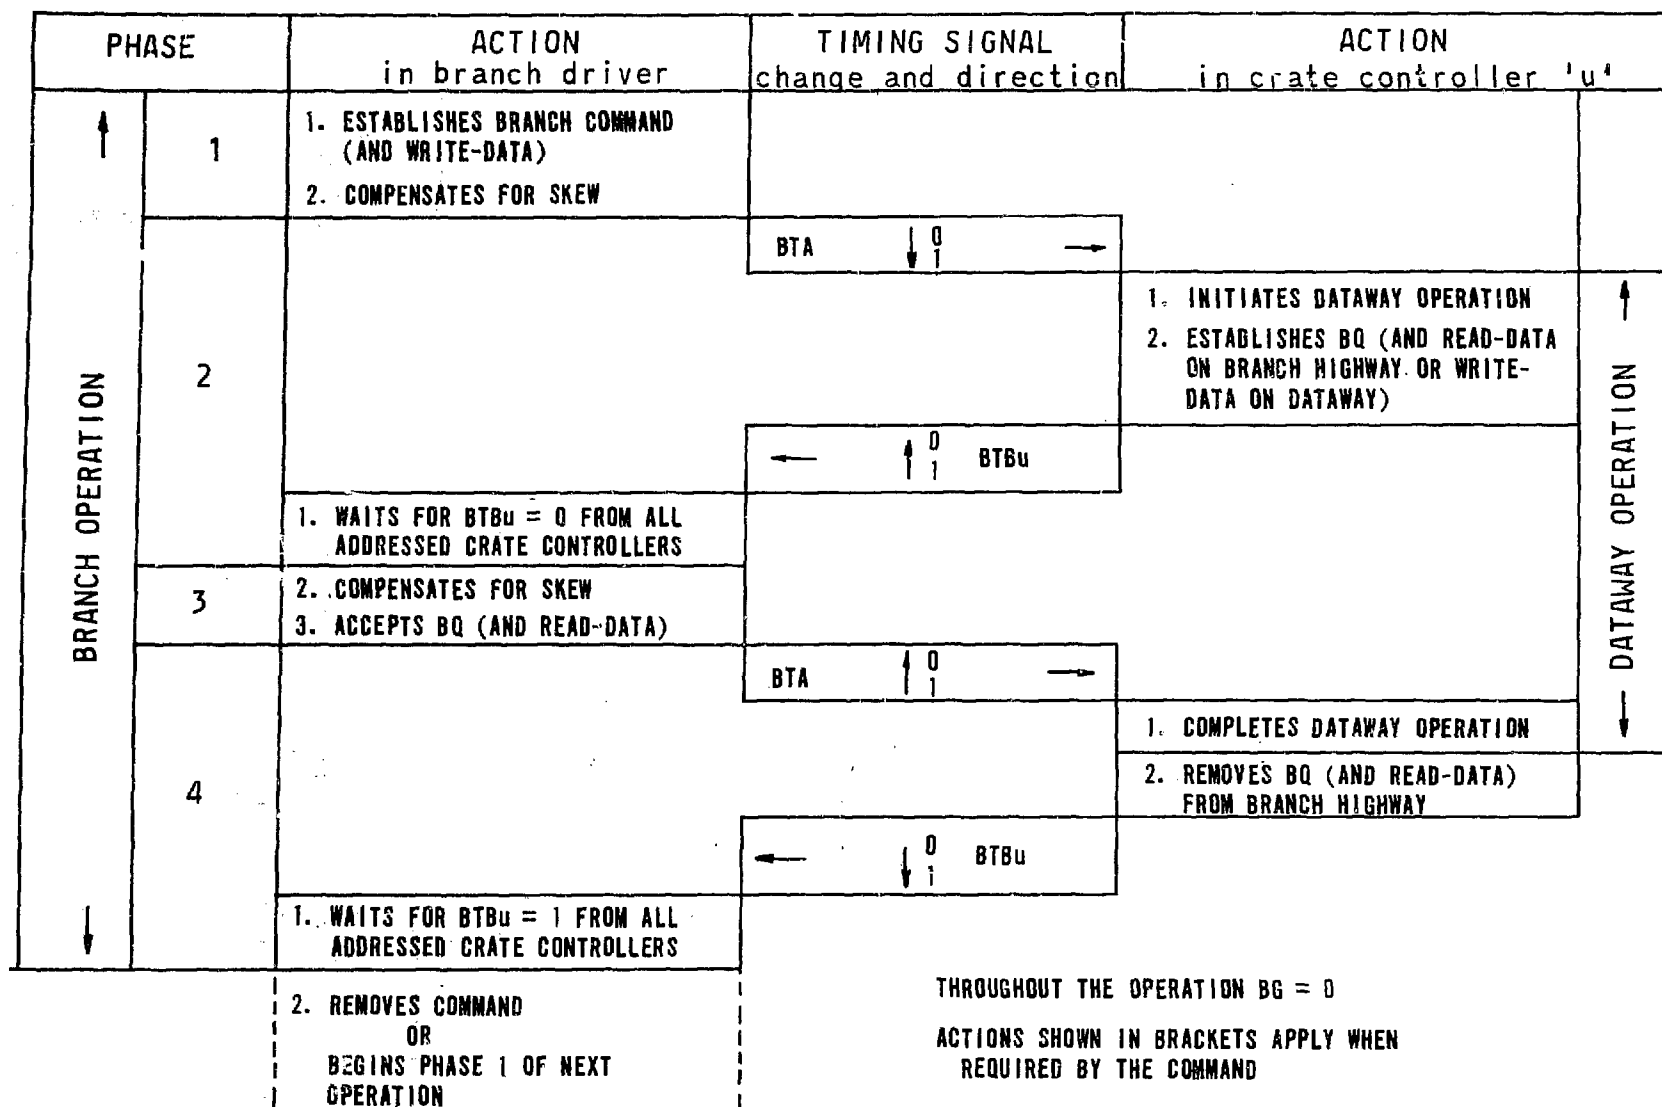 PHASE
ACTION
in branch driver
TIMING SIGNAL
change and direction
ACTION
in crate controller 'u'
BRANCH OPERATION
1
1. ESTABLISHES BRANCH COMMAND
(AND WRITE-DATA)
2. COMPENSATES FOR SKEW
2
BTA 0
1
1. INITIATES DATAWAY OPERATION
2. ESTABLISHES BQ (AND READ-DATA
ON BRANCH HIGHWAY OR WRITE-
DATA ON DATAWAY)
DATAWAY OPERATION
0
1 BTBu
1. WAITS FOR BTBu = 0 FROM ALL
ADDRESSED CRATE CONTROLLERS
3
2. COMPENSATES FOR SKEW
3. ACCEPTS BQ (AND READ-DATA)
4
BTA 0
1
1. COMPLETES DATAWAY OPERATION
2. REMOVES BQ (AND READ-DATA)
FROM BRANCH HIGHWAY
0 BTBu
1
1. WAITS FOR BTBu = 1 FROM ALL
ADDRESSED CRATE CONTROLLERS
2. REMOVES COMMAND
OR
BEGINS PHASE 1 OF NEXT
OPERATION
THROUGHOUT THE OPERATION BG = 0
ACTIONS SHOWN IN BRACKETS APPLY WHEN
REQUIRED BY THE COMMAND